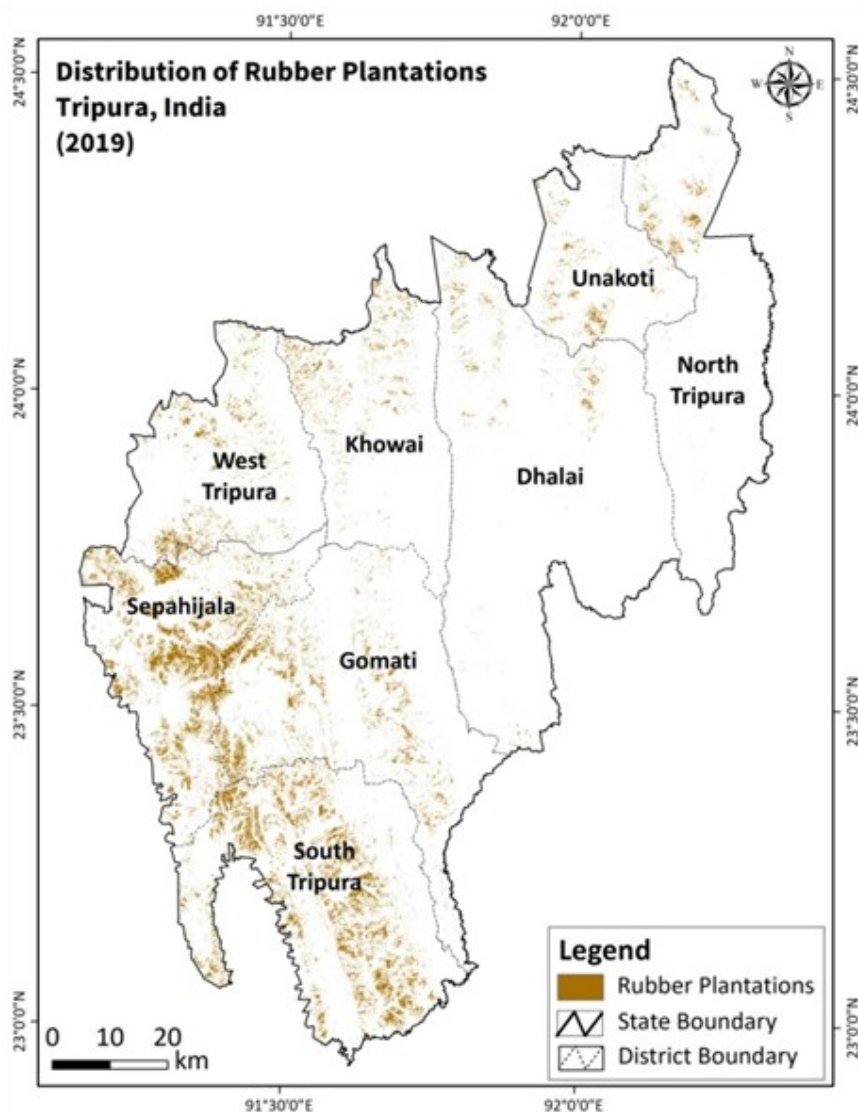 91°30'0"E 92°0'0"E
Distribution of Rubber Plantations
Tripura, India
(2019)
N
W E
S
24°30'0"N 24°30'0"N
Unakoti
North
Tripura
24°0'0"N 24°0'0"N
Khowai
West
Tripura
Dhalai
Sepahijala
Gomati
23°30'0"N 23°30'0"N
South
Tripura
Legend
Rubber Plantations
State Boundary
District Boundary
23°0'0"N 23°0'0"N
0 10 20
km
91°30'0"E 92°0'0"E